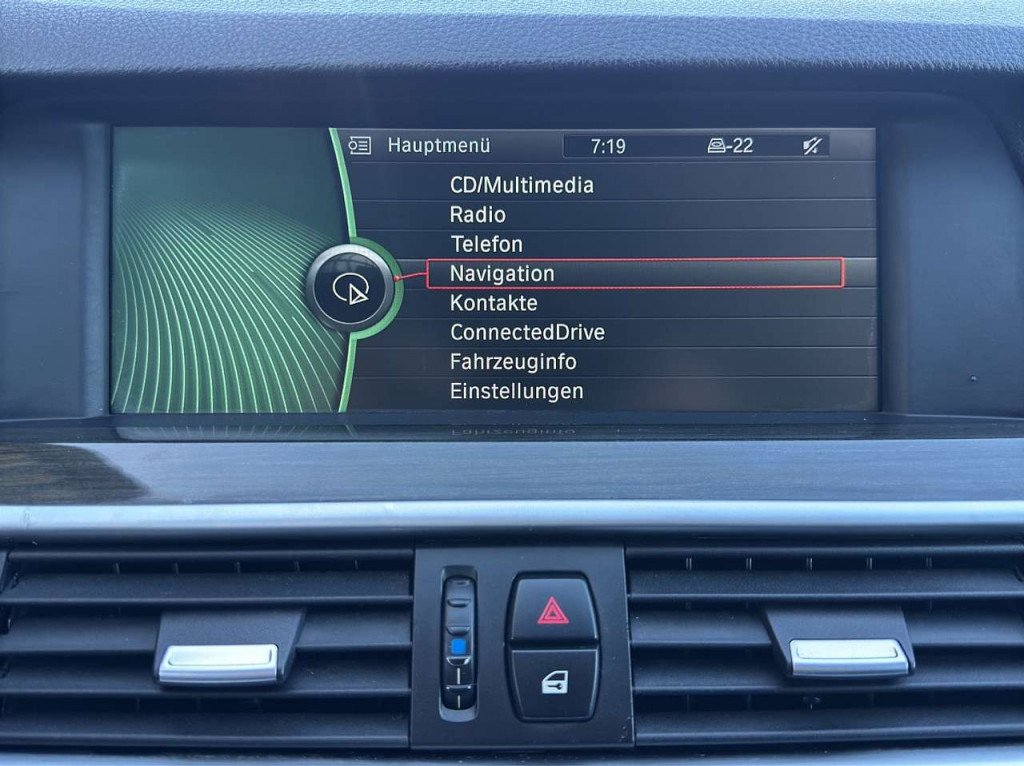 Hauptmenü 7:19 -22
CD/Multimedia
Radio
Telefon
Navigation
Kontakte
ConnectedDrive
Fahrzeuginfo
Einstellungen